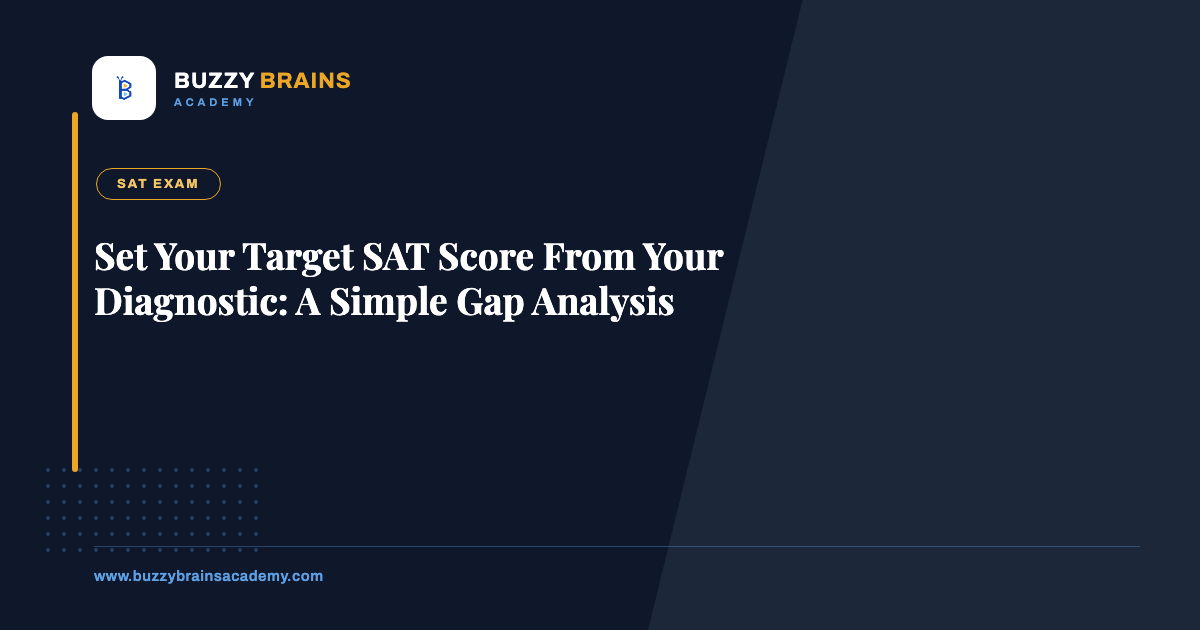 BUZZY BRAINS
ACADEMY
SAT EXAM
Set Your Target SAT Score From Your
Diagnostic: A Simple Gap Analysis
www.buzzybrainsacademy.com